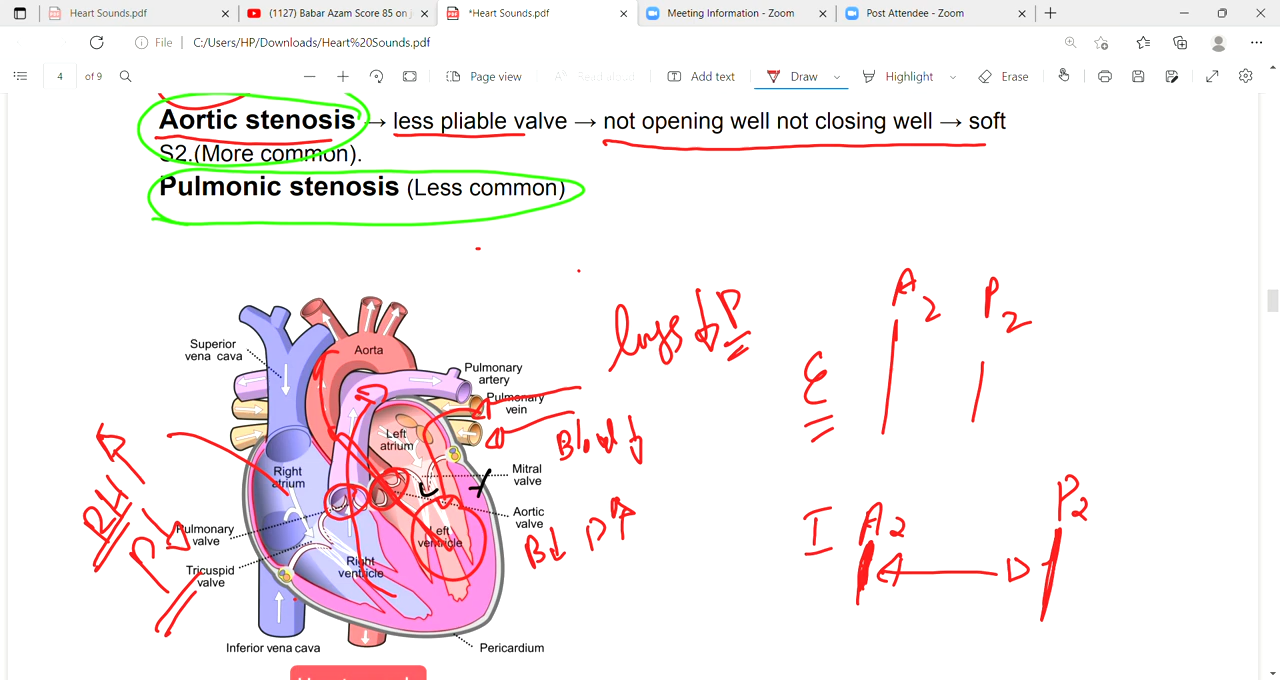 Heart Sounds.pdf
(1127) Babar Azam Score 85 on j
*Heart Sounds.pdf
Meeting Information - Zoom
Post Attendee - Zoom
File
C:/Users/HP/Downloads/Heart%20Sounds.pdf
4 of 9
Page view
Read aloud
Add text
Draw
Highlight
Erase
Aortic stenosis → less pliable valve → not opening well not closing well → soft
S2.(More common).
Pulmonic stenosis (Less common)
Superior
vena cava
Aorta
Pulmonary
artery
Pulmonary
vein
Left
atrium
Right
atrium
Mitral
valve
Aortic
valve
Pulmonary
valve
Left
ventricle
Tricuspid
valve
Right
ventricle
Inferior vena cava
Pericardium
lungs ↓ P
Blood ↓
B↓ P↑
RH
P
A2 P2
E
I A2 P2